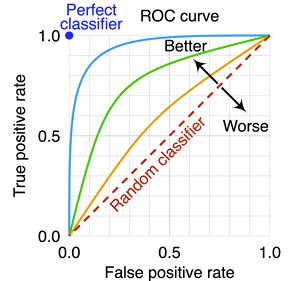 Perfect
classifier
ROC curve
1.0
Better
Worse
0.5
Random classifier
True positive rate
0.0
0.0 0.5 1.0
False positive rate